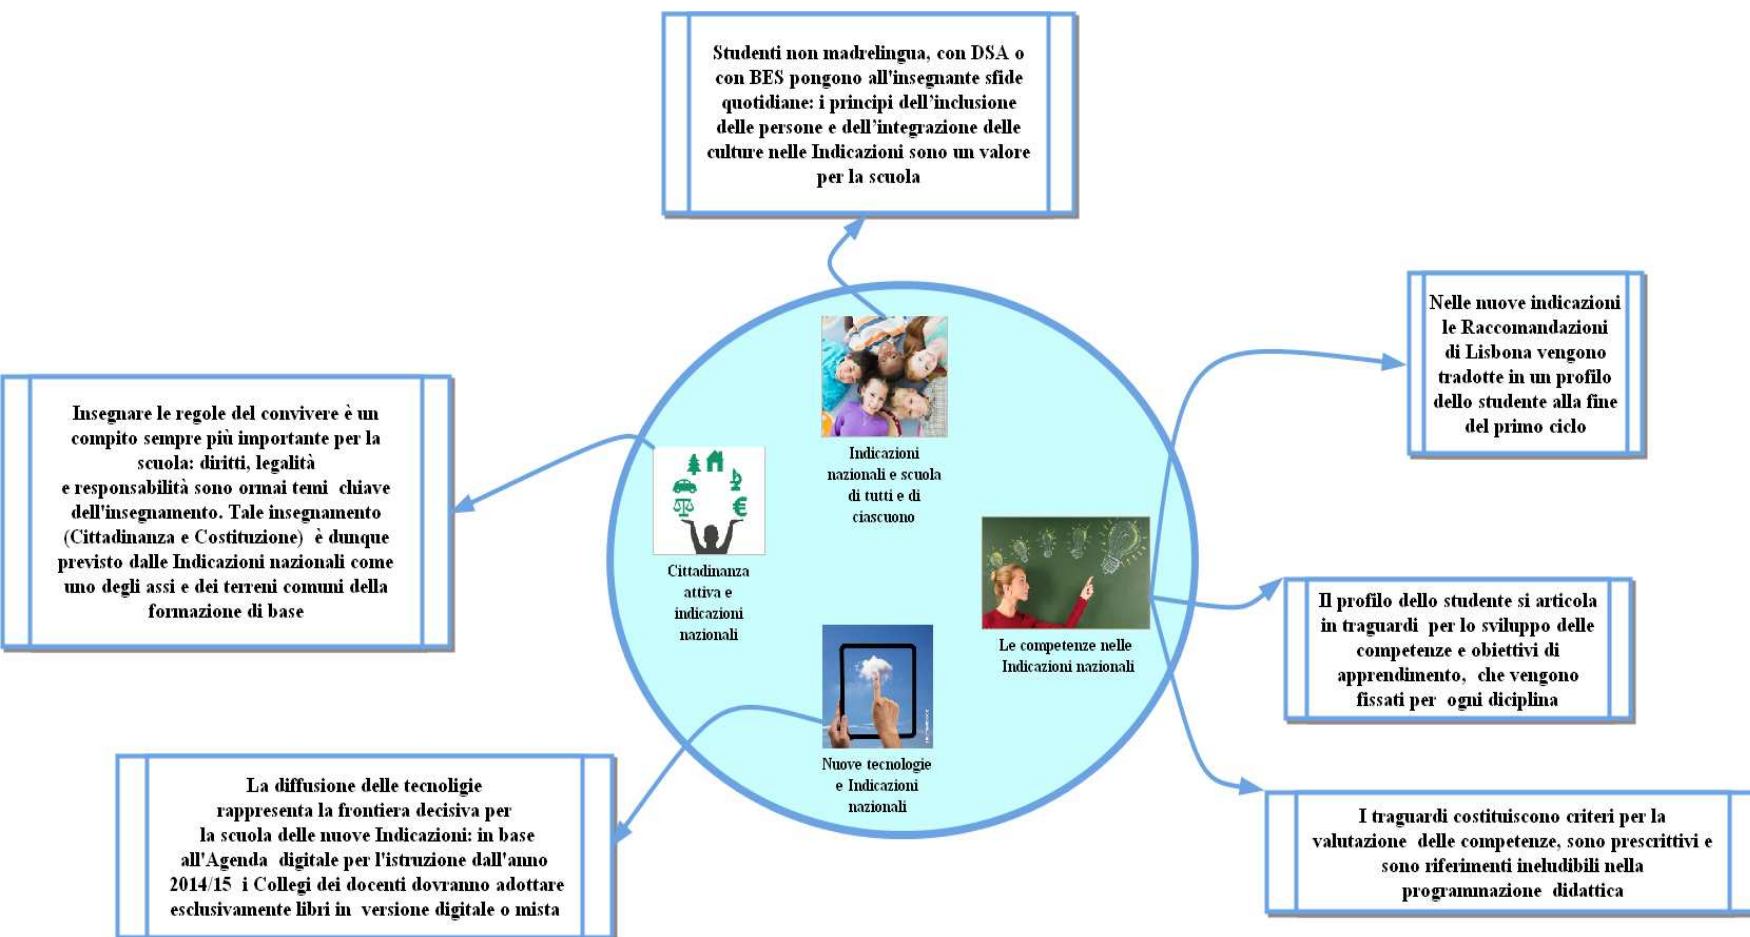 Studenti non madrelingua, con DSA o
con BES pongono all'insegnante sfide
quotidiane: i principi dell'inclusione
delle persone e dell'integrazione delle
culture nelle Indicazioni sono un valore
per la scuola
Nelle nuove indicazioni
le Raccomandazioni
di Lisbona vengono
tradotte in un profilo
dello studente alla fine
del primo ciclo
Insegnare le regole del convivere è un
compito sempre più importante per la
scuola: diritti, legalità
e responsabilità sono ormai temi chiave
dell'insegnamento. Tale insegnamento
(Cittadinanza e Costituzione) è dunque
previsto dalle Indicazioni nazionali come
uno degli assi e dei terreni comuni della
formazione di base
Indicazioni
nazionali e scuola
di tutti e di
ciascuono
Cittadinanza
attiva e
indicazioni
nazionali
Le competenze nelle
Indicazioni nazionali
Il profilo dello studente si articola
in traguardi per lo sviluppo delle
competenze e obiettivi di
apprendimento, che vengono
fissati per ogni diciplina
Nuove tecnologie
e Indicazioni
nazionali
La diffusione delle tecnoligie
rappresenta la frontiera decisiva per
la scuola delle nuove Indicazioni: in base
all'Agenda digitale per l'istruzione dall'anno
2014/15 i Collegi dei docenti dovranno adottare
esclusivamente libri in versione digitale o mista
I traguardi costituiscono criteri per la
valutazione delle competenze, sono prescrittivi e
sono riferimenti ineludibili nella
programmazione didattica